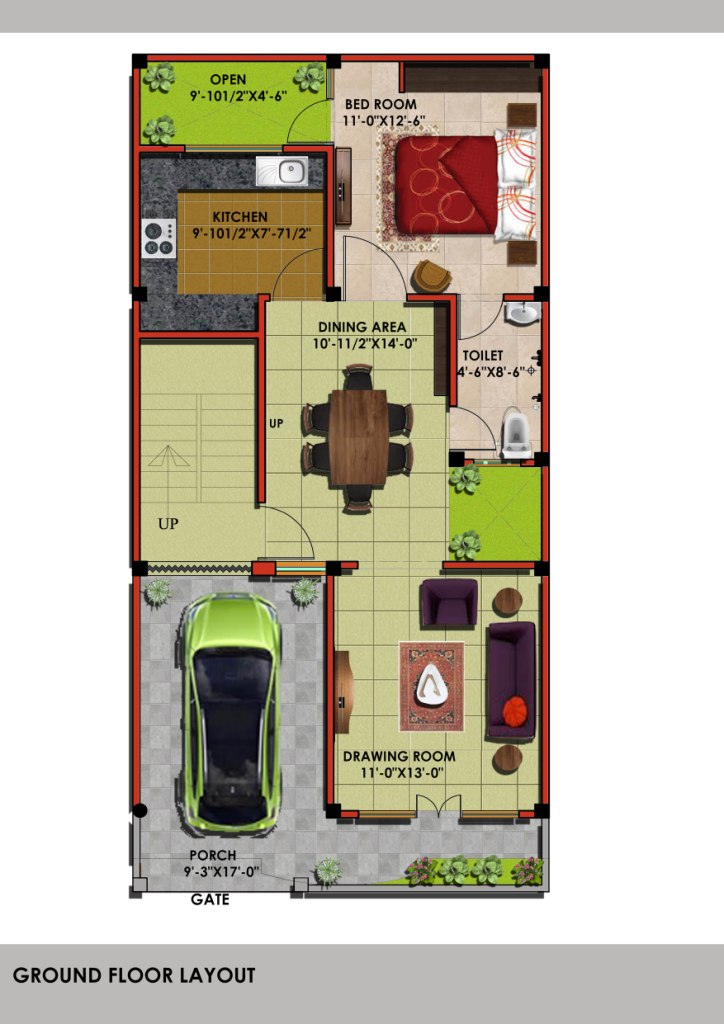 OPEN
9'-101/2"X4'-6"
BED ROOM
11'-0"X12'-6"
KITCHEN
9'-101/2"X7'-71/2"
DINING AREA
10'-11/2"X14'-0"
TOILET
4'-6"X8'-6"
UP
UP
DRAWING ROOM
11'-0"X13'-0"
PORCH
9'-3"X17'-0"
GATE
GROUND FLOOR LAYOUT